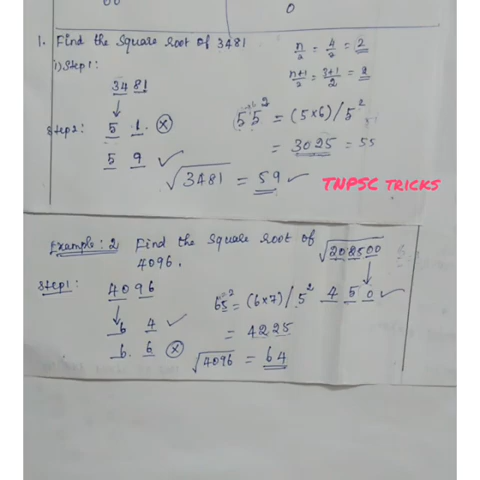 00
0
1. Find the square root of 3481
n/2 = 4/2 = 2
i) Step 1:
n+1/2 = 3+1/2 = 2
3481
↓
Step 2: 5 1. ⊗
55² = (5×6)/5²
5 9 ✓
= 3025 = 55
√3481 = 59 ✓
TNPSC TRICKS
Example: 2 Find the square root of 4096.
√208500
Step 1: 4096
↓
65² = (6×7)/5²
4 5 0 ✓
6 4 ✓
= 4225
6. 6 ⊗
√4096 = 64